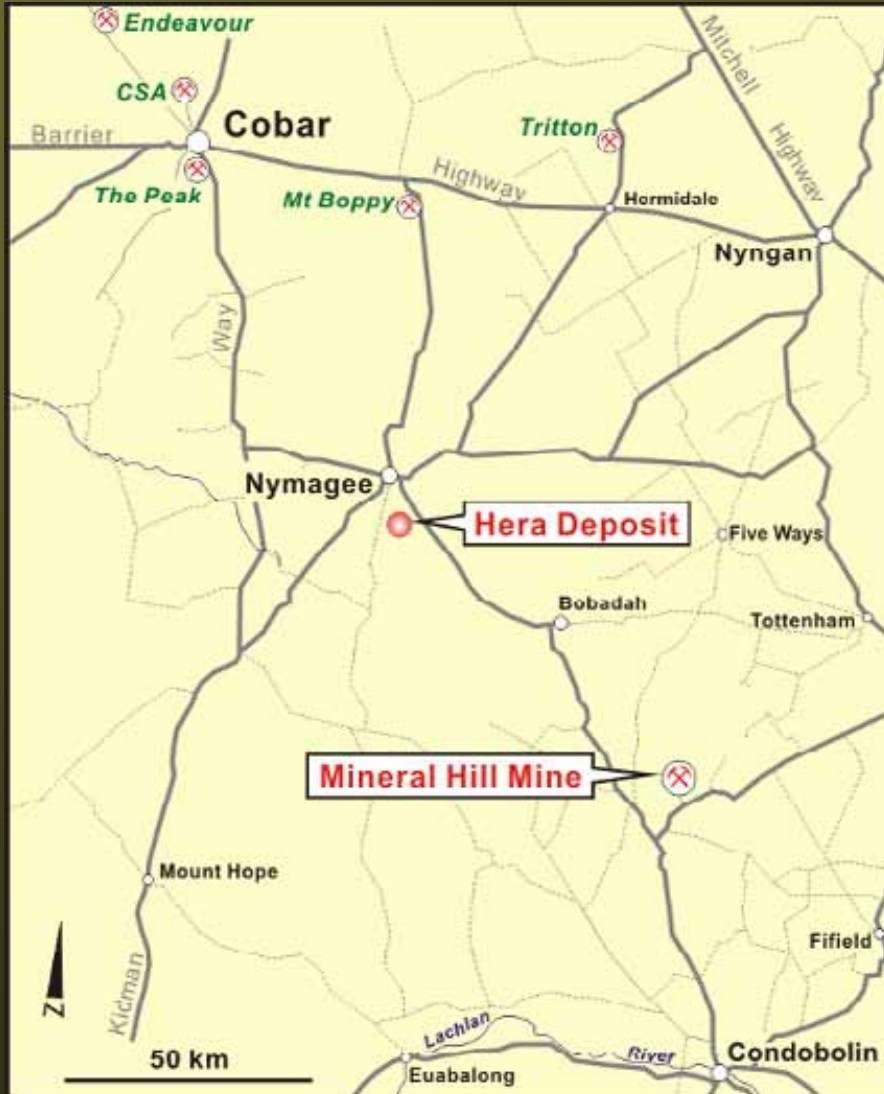 Endeavour
CSA
Cobar
Barrier
The Peak
Mt Boppy
Highway
Tritton
Hermidale
Mitchell
Highway
Nyngan
Way
Nymagee
Hera Deposit
Five Ways
Bobadah
Tottenham
Mineral Hill Mine
Mount Hope
Fifield
Kidman
N
50 km
Lachlan
River
Condobolin
Euabalong